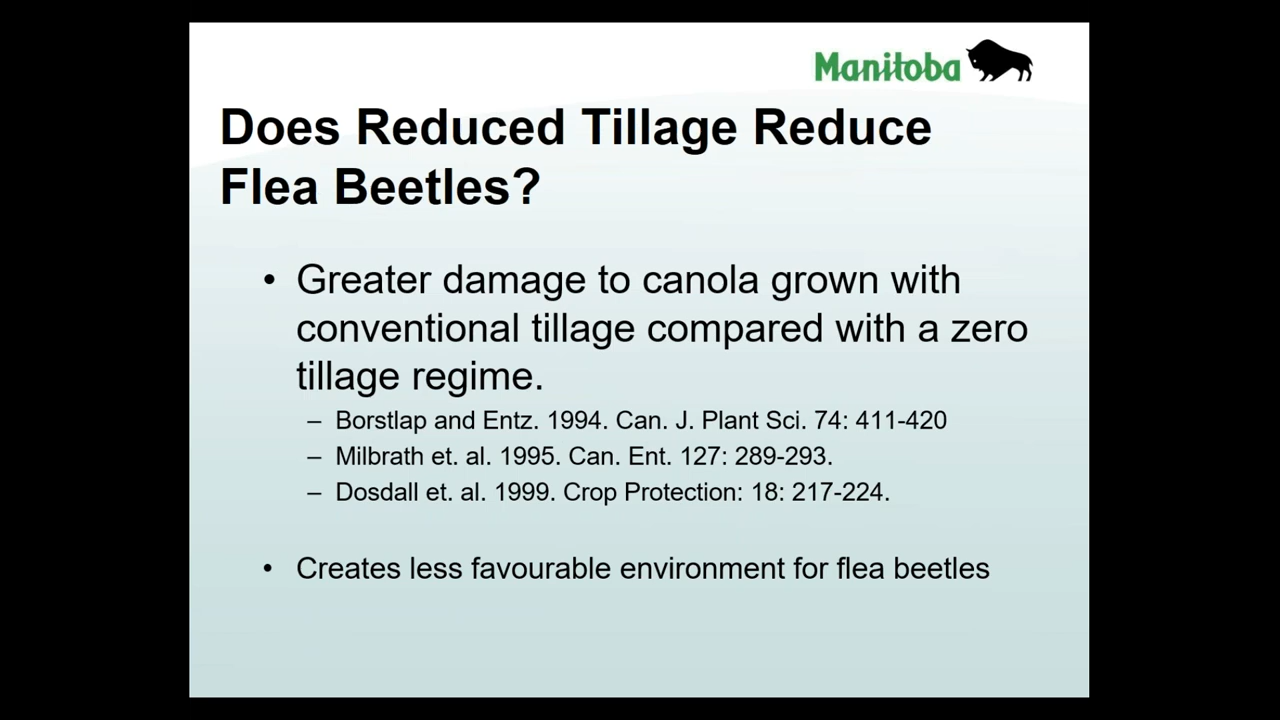 Manitoba
Does Reduced Tillage Reduce
Flea Beetles?
• Greater damage to canola grown with
conventional tillage compared with a zero
tillage regime.
– Borstlap and Entz. 1994. Can. J. Plant Sci. 74: 411-420
– Milbrath et. al. 1995. Can. Ent. 127: 289-293.
– Dosdall et. al. 1999. Crop Protection: 18: 217-224.
• Creates less favourable environment for flea beetles